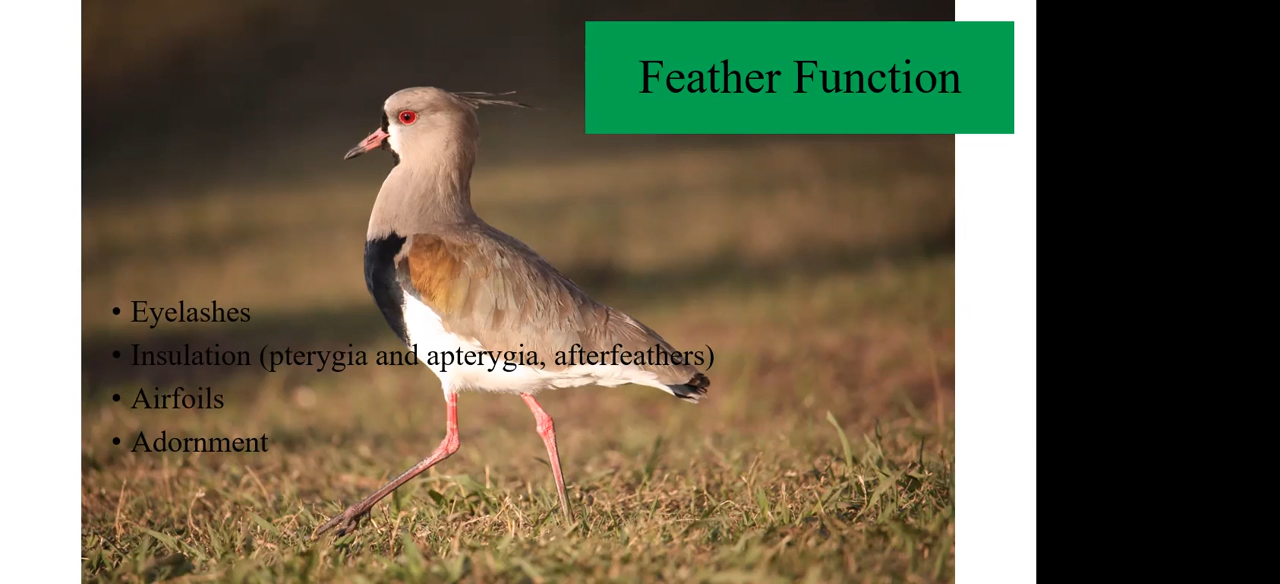 Feather Function
• Eyelashes
• Insulation (pterygia and apterygia, afterfeathers)
• Airfoils
• Adornment